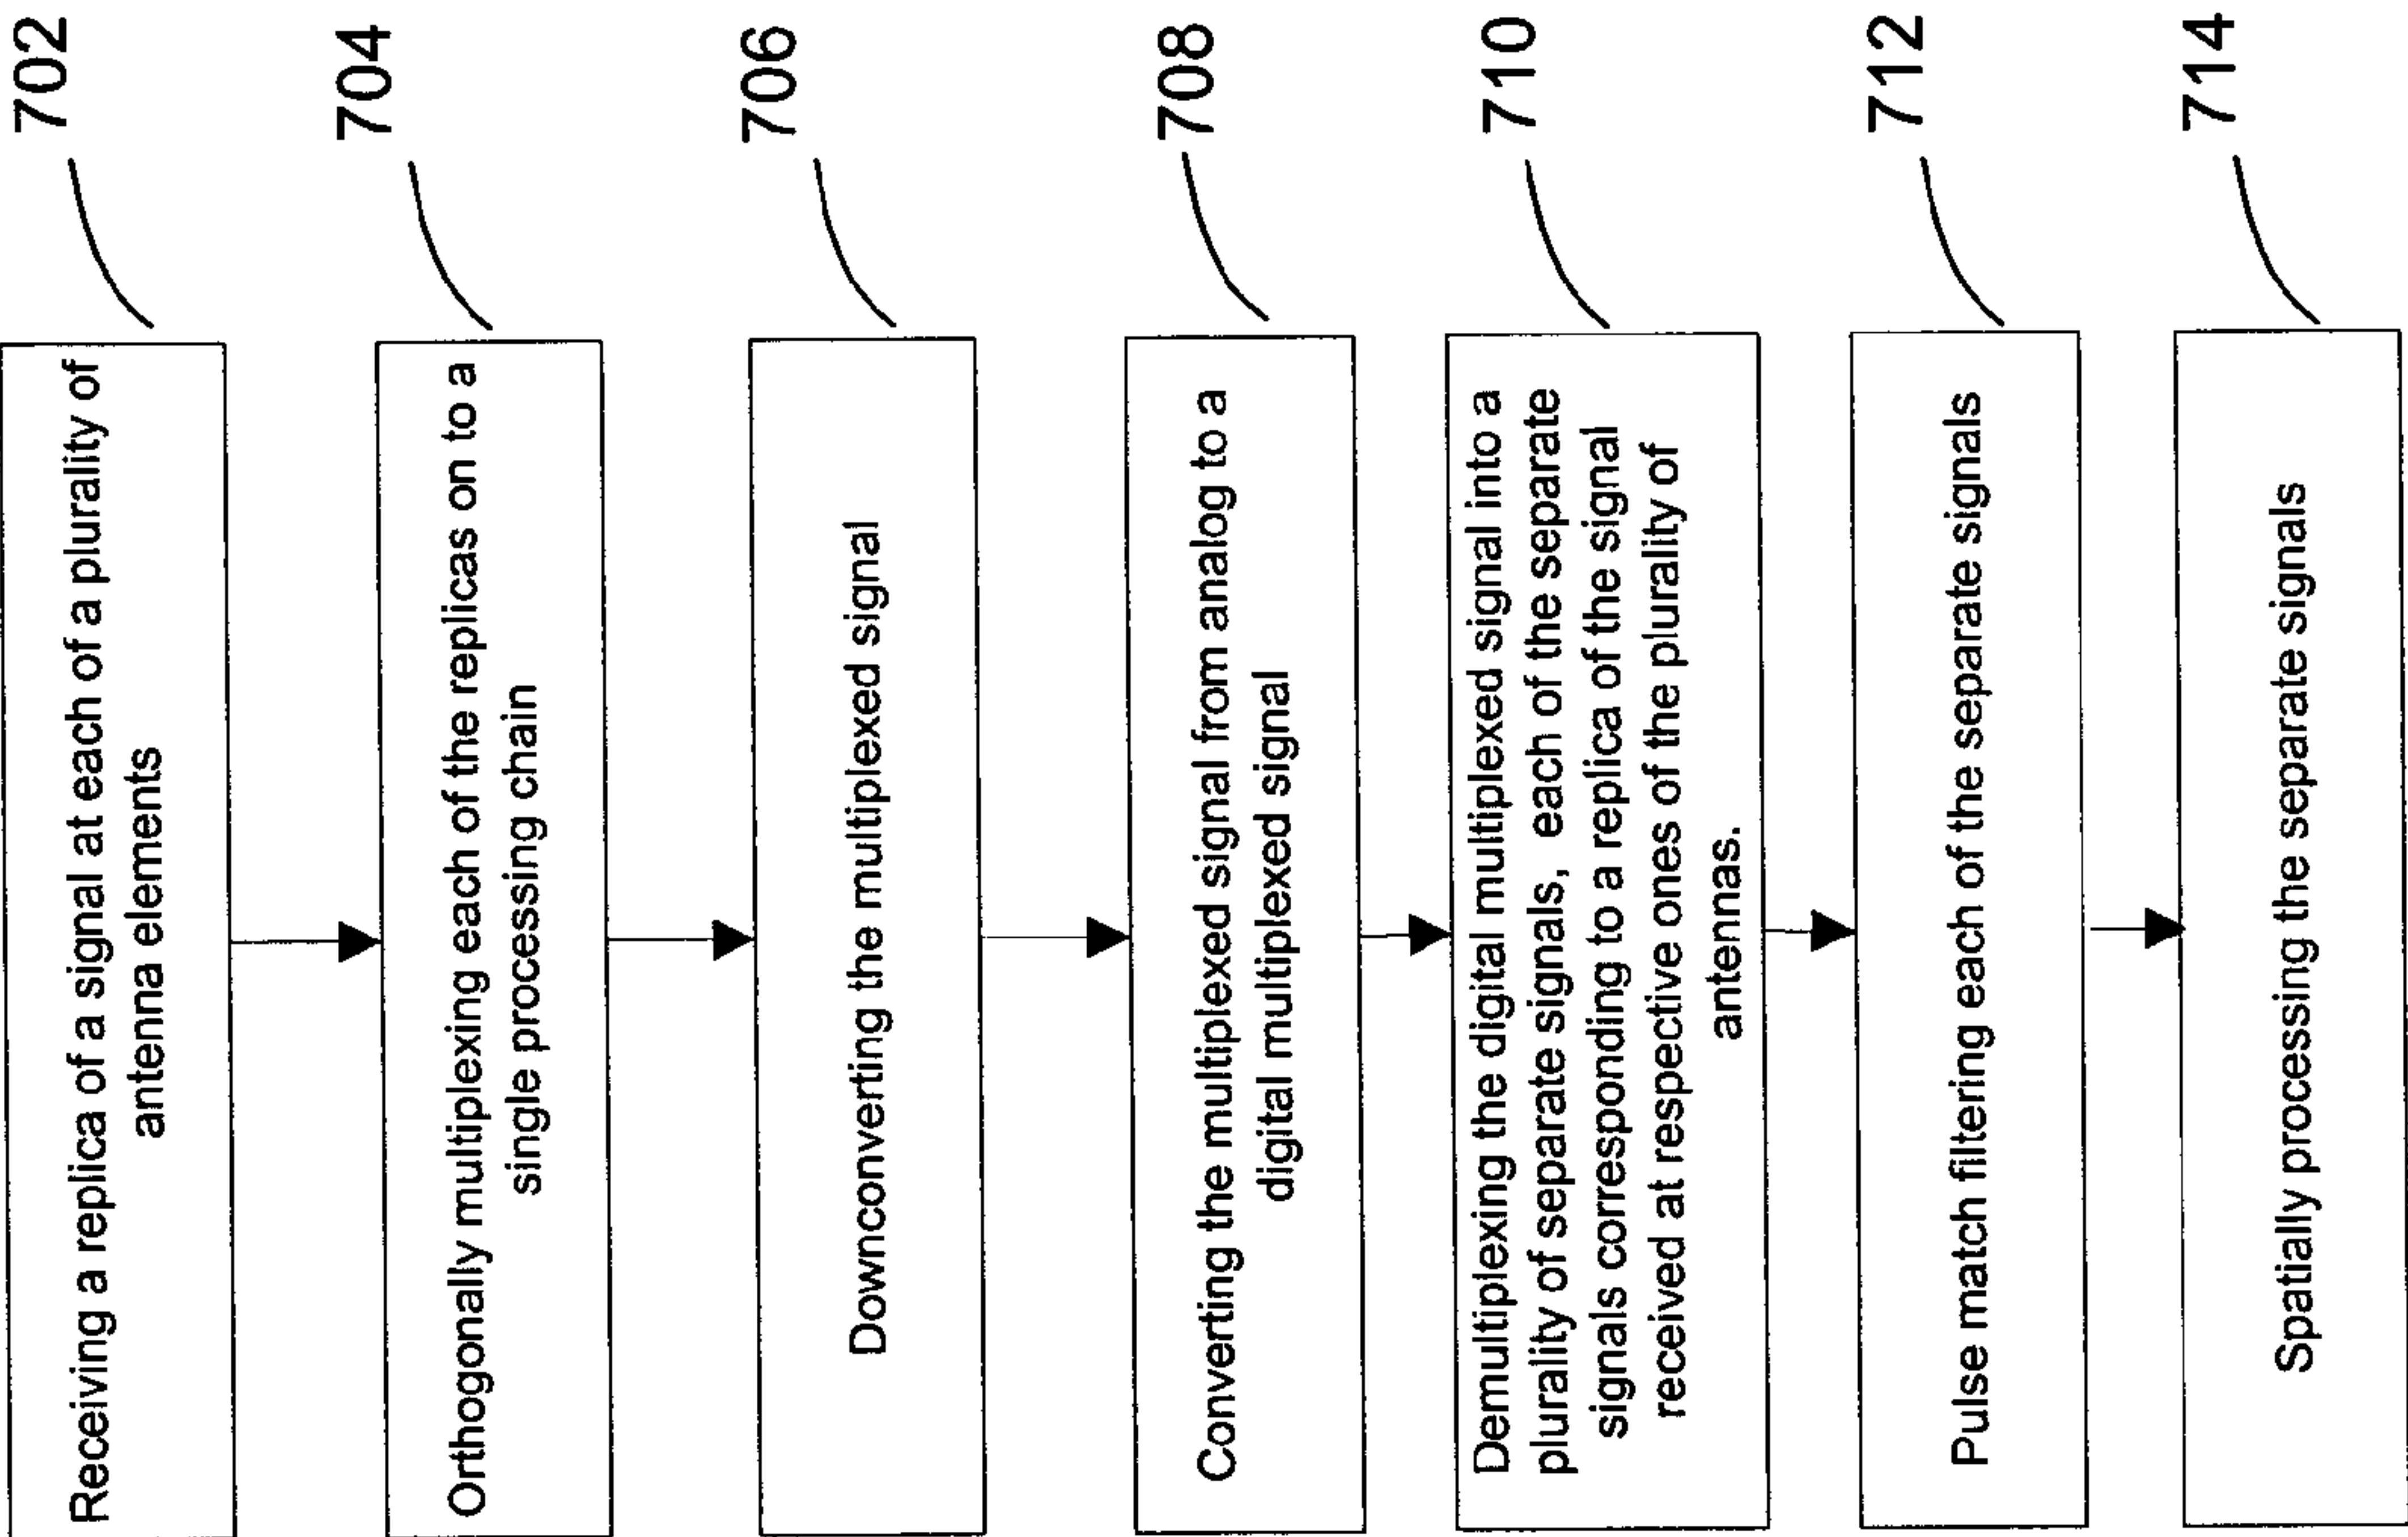 702
Receiving a replica of a signal at each of a plurality of
antenna elements
704
Orthogonally multiplexing each of the replicas on to a
single processing chain
706
Downconverting the multiplexed signal
708
Converting the multiplexed signal from analog to a
digital multiplexed signal
710
Demultiplexing the digital multiplexed signal into a
plurality of separate signals, each of the separate
signals corresponding to a replica of the signal
received at respective ones of the plurality of
antennas.
712
Pulse match filtering each of the separate signals
714
Spatially processing the separate signals